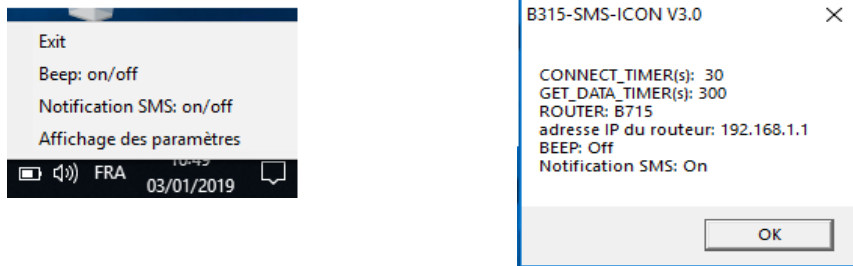 Exit
Beep: on/off
Notification SMS: on/off
Affichage des paramètres
FRA
03/01/2019
B315-SMS-ICON V3.0
CONNECT_TIMER(s): 30
GET_DATA_TIMER(s): 300
ROUTER: B715
adresse IP du routeur: 192.168.1.1
BEEP: Off
Notification SMS: On
OK